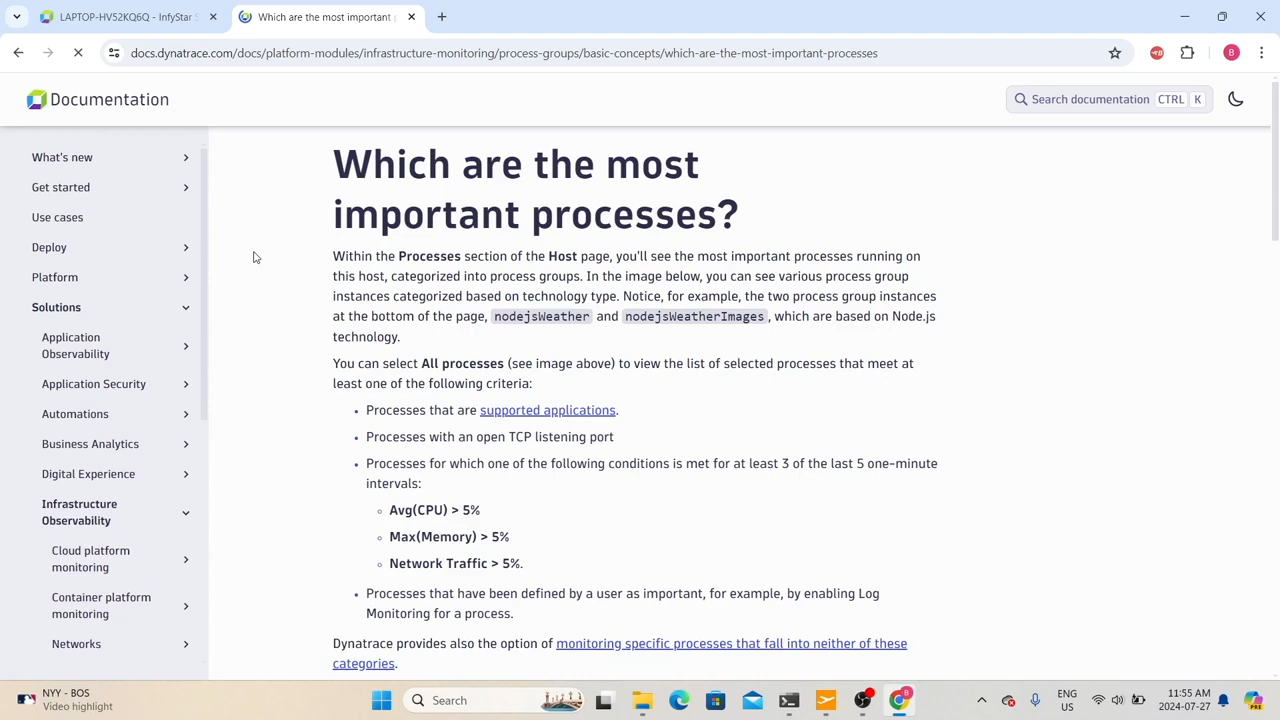 LAPTOP-HV52KQ6Q - InfyStar S
Which are the most important p
docs.dynatrace.com/docs/platform-modules/infrastructure-monitoring/process-groups/basic-concepts/which-are-the-most-important-processes
B
Documentation
Search documentation CTRL K
What's new
Get started
Use cases
Deploy
Platform
Solutions
Application
Observability
Application Security
Automations
Business Analytics
Digital Experience
Infrastructure
Observability
Cloud platform
monitoring
Container platform
monitoring
Networks
Which are the most
important processes?
Within the Processes section of the Host page, you'll see the most important processes running on
this host, categorized into process groups. In the image below, you can see various process group
instances categorized based on technology type. Notice, for example, the two process group instances
at the bottom of the page, nodejsWeather and nodejsWeatherImages, which are based on Node.js
technology.
You can select All processes (see image above) to view the list of selected processes that meet at
least one of the following criteria:
• Processes that are supported applications.
• Processes with an open TCP listening port
• Processes for which one of the following conditions is met for at least 3 of the last 5 one-minute
intervals:
◦ Avg(CPU) > 5%
◦ Max(Memory) > 5%
◦ Network Traffic > 5%.
• Processes that have been defined by a user as important, for example, by enabling Log
Monitoring for a process.
Dynatrace provides also the option of monitoring specific processes that fall into neither of these
categories.
NYY - BOS
Video highlight
Search
B
ENG
US
11:55 AM
2024-07-27
PRE